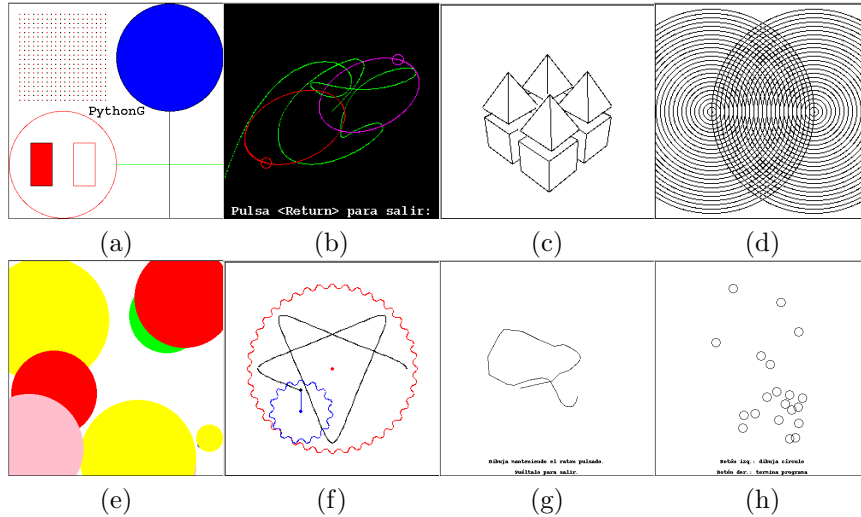 PythonG
Pulsa <Return> para salir:
(a)
(b)
(c)
(d)
Dibuja manteniendo el raton pulsado.
Suéltalo para salir.
Botón izq.: dibuja círculo
Botón der.: termina programa
(e)
(f)
(g)
(h)